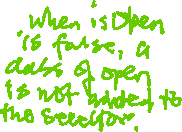 when isOpen
is false, a
class of open
is not added to
the selector.